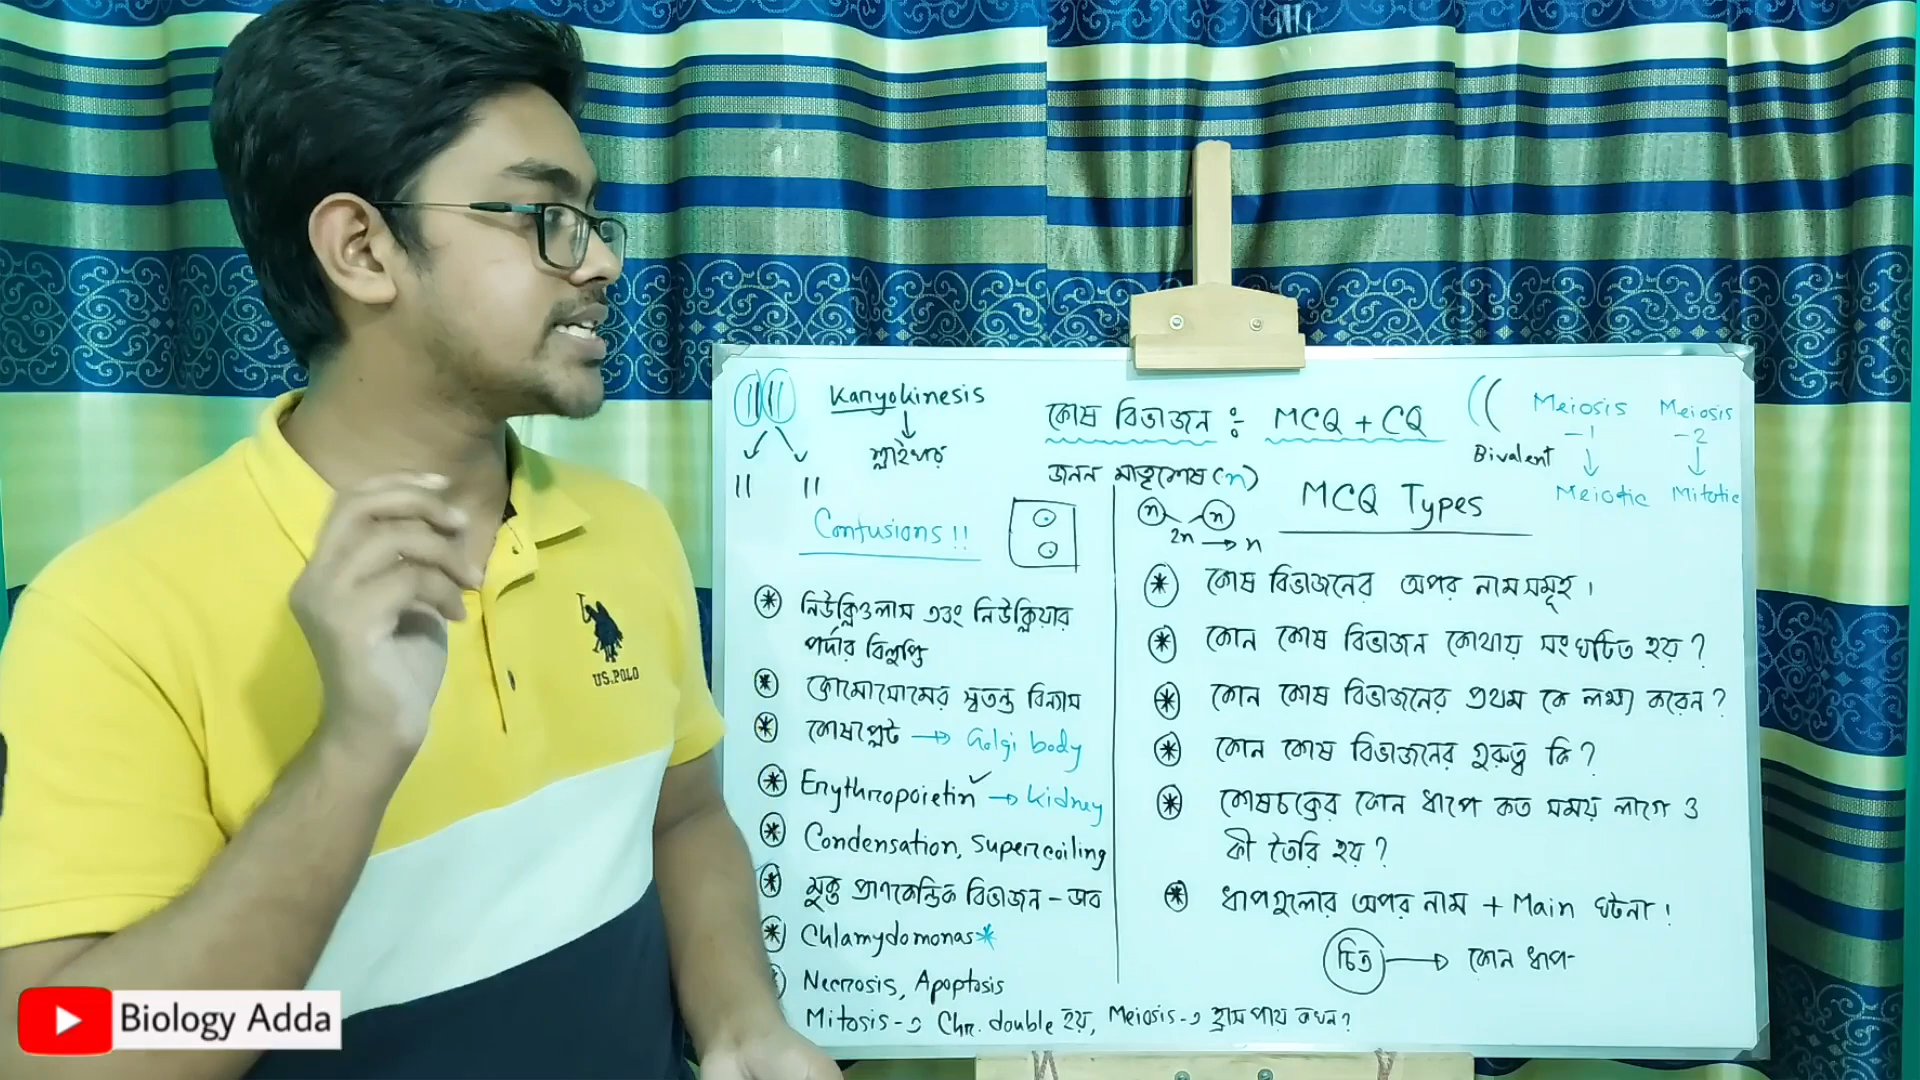 Karyokinesis
স্লাইখার
কোষ বিভাজন : MCQ + CQ
Meiosis -1
Meiosis -2
Bivalent
Meiotic
Mitotic
জনন মাতৃকোষ (n)
n n
2n → n
MCQ Types
Confusions !!
নিউক্লিওলাস এবং নিউক্লিয়ার
পর্দার বিলুপ্তি
ক্রোমোসোমের স্বতন্ত্র বিন্যাস
কোষপ্লেট → Golgi body
Erythropoietin → Kidney
Condensation, Supercoiling
মুক্ত প্রাণকেন্দ্রিক বিভাজন - ডাব
Chlamydomonas*
Necrosis, Apoptosis
Mitosis → Chr. double হয়, Meiosis → হ্রাস পায় কখন?
কোষ বিভাজনের অপর নামসমূহ।
কোন কোষ বিভাজন কোথায় সংঘটিত হয়?
কোন কোষ বিভাজনের প্রথম কে লক্ষ্য করেন?
কোন কোষ বিভাজনের গুরুত্ব কি?
কোষচক্রের কোন ধাপে কত সময় লাগে ও
কী তৈরি হয়?
ধাপগুলোর অপর নাম + Main ঘটনা!
চিত্র → কোন ধাপ-
U.S. POLO
Biology Adda